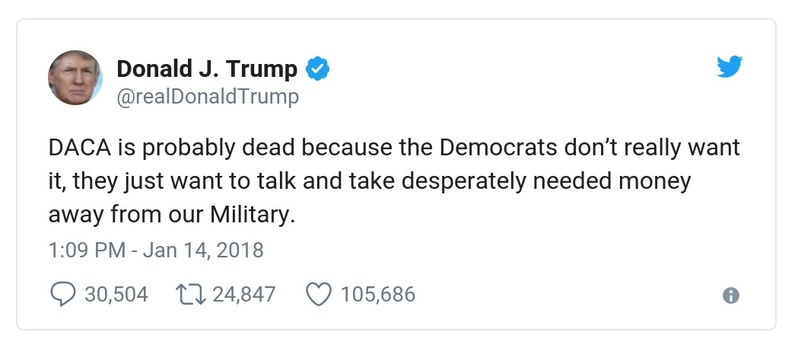 Donald J. Trump
@realDonaldTrump
DACA is probably dead because the Democrats don’t really want
it, they just want to talk and take desperately needed money
away from our Military.
1:09 PM - Jan 14, 2018
30,504 24,847 105,686